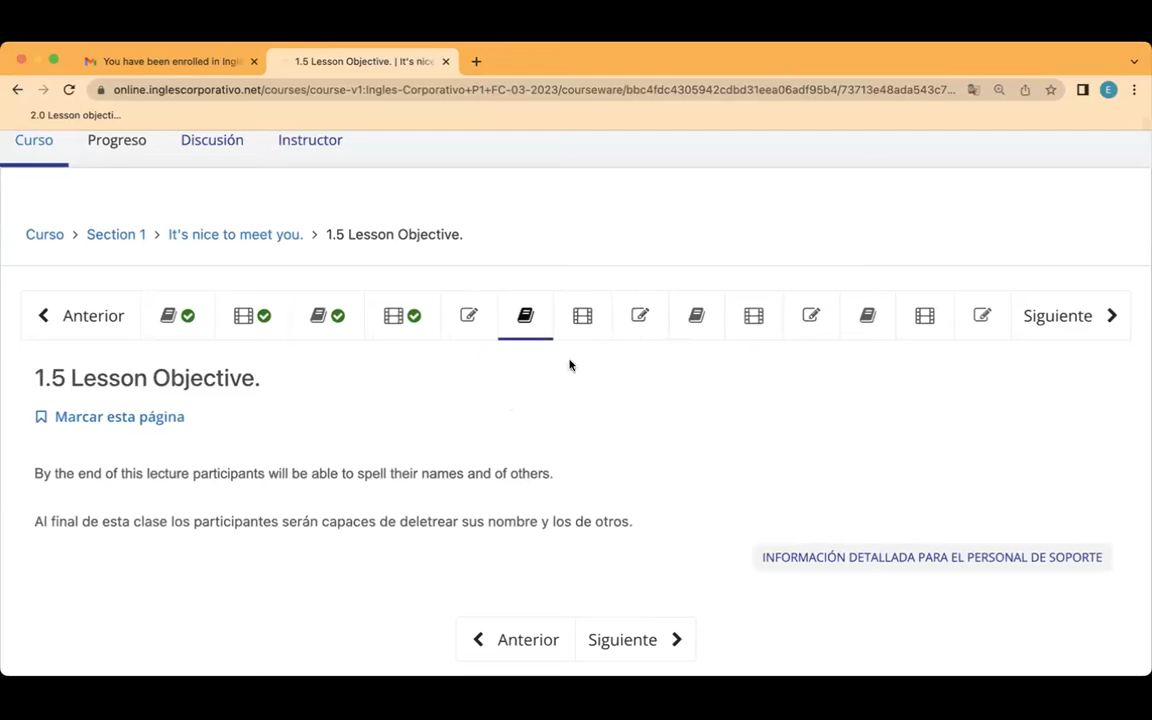 You have been enrolled in Ingl
1.5 Lesson Objective. | It's nice
online.inglescorporativo.net/courses/course-v1:Ingles-Corporativo+P1+FC-03-2023/courseware/bbc4fdc4305942cdbd31eea06adf95b4/73713e48ada543c7...
E
2.0 Lesson objecti...
Curso Progreso Discusión Instructor
Curso > Section 1 > It's nice to meet you. > 1.5 Lesson Objective.
Anterior Siguiente
1.5 Lesson Objective.
Marcar esta página
By the end of this lecture participants will be able to spell their names and of others.
Al final de esta clase los participantes serán capaces de deletrear sus nombre y los de otros.
INFORMACIÓN DETALLADA PARA EL PERSONAL DE SOPORTE
Anterior Siguiente